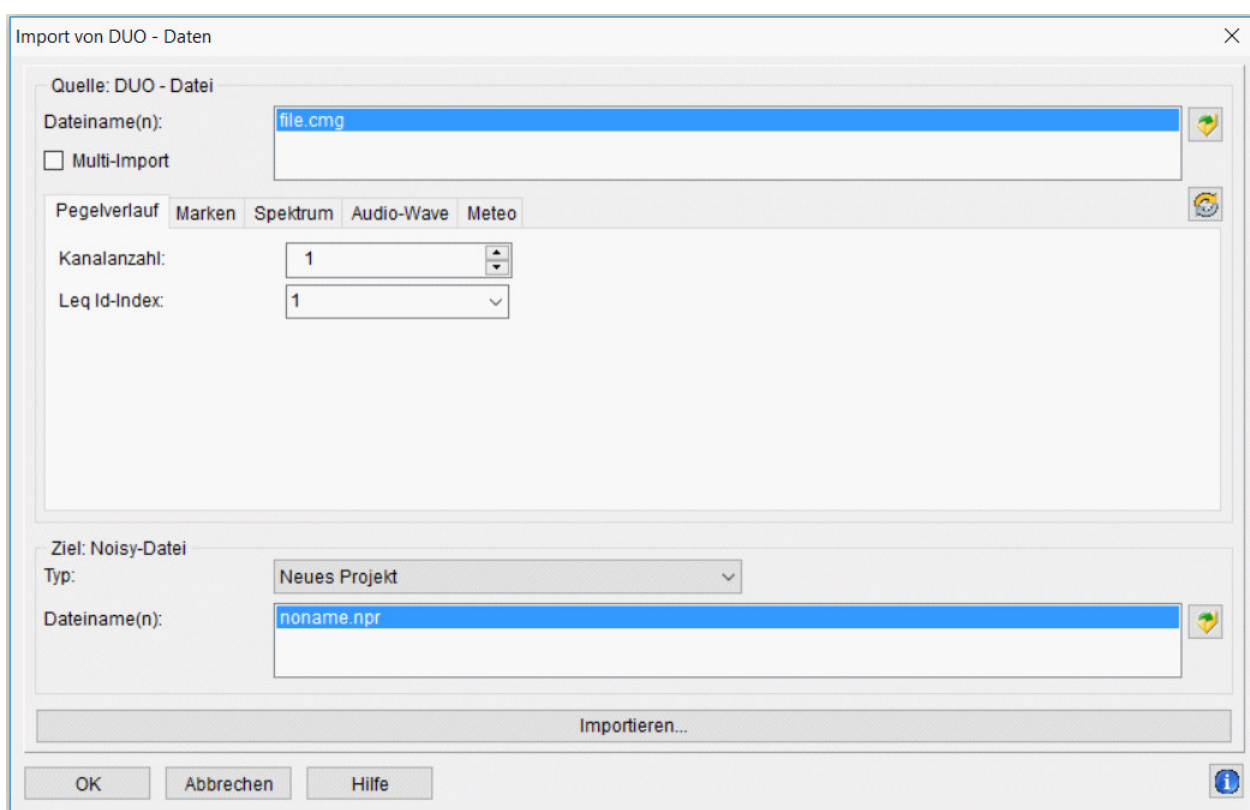 Import von DUO - Daten
Quelle: DUO - Datei
Dateiname(n):
file.cmg
Multi-Import
Pegelverlauf Marken Spektrum Audio-Wave Meteo
Kanalanzahl: 1
Leq Id-Index: 1
Ziel: Noisy-Datei
Typ: Neues Projekt
Dateiname(n): noname.npr
Importieren...
OK Abbrechen Hilfe